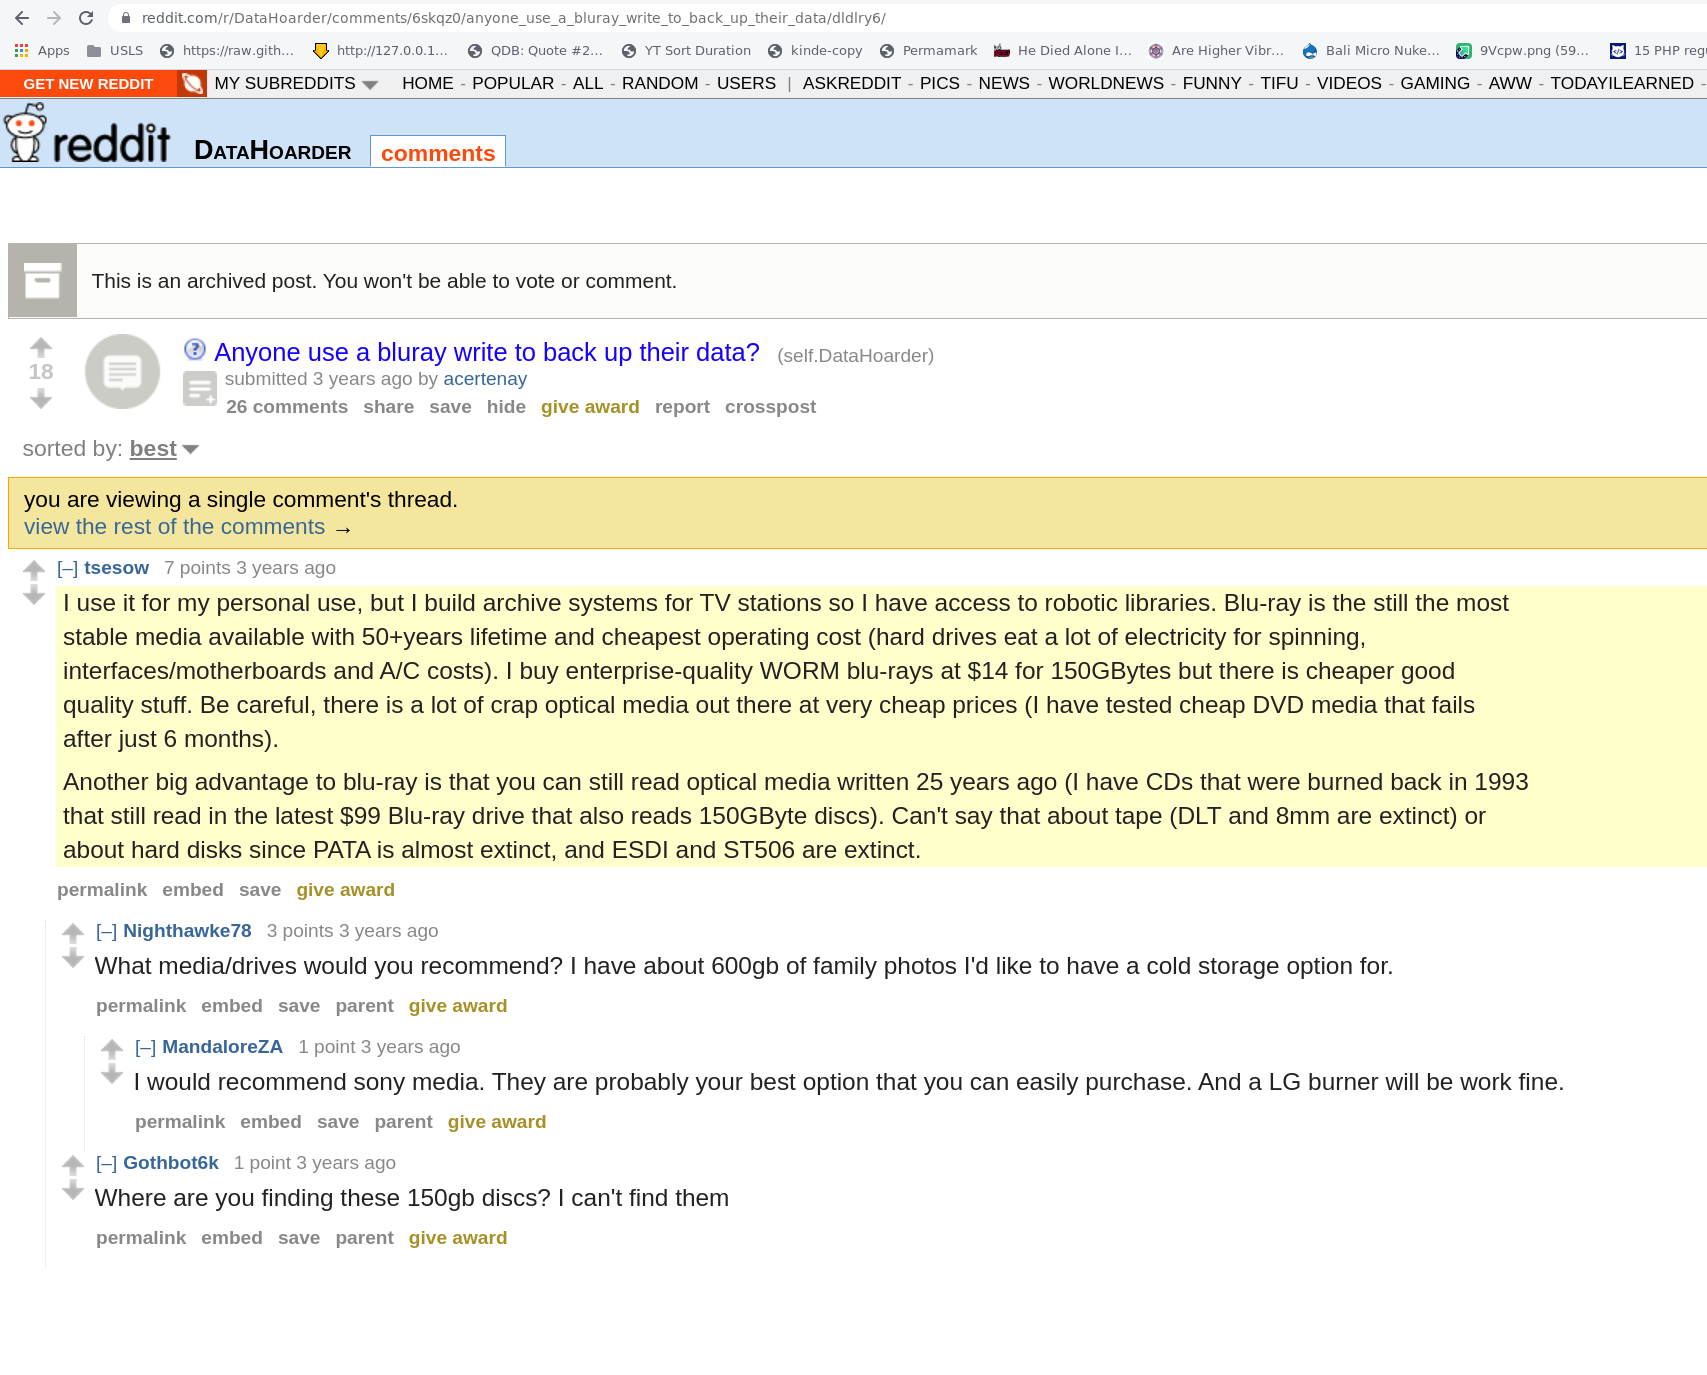 reddit.com/r/DataHoarder/comments/6skqz0/anyone_use_a_bluray_write_to_back_up_their_data/dldlry6/
Apps USLS https://raw.gith... http://127.0.0.1... QDB: Quote #2... YT Sort Duration kinde-copy Permamark He Died Alone I... Are Higher Vibr... Bali Micro Nuke... 9Vcpw.png (59... 15 PHP regu
GET NEW REDDIT MY SUBREDDITS HOME - POPULAR - ALL - RANDOM - USERS | ASKREDDIT - PICS - NEWS - WORLDNEWS - FUNNY - TIFU - VIDEOS - GAMING - AWW - TODAYILEARNED -
reddit DATAHOARDER comments
This is an archived post. You won't be able to vote or comment.
18
? Anyone use a bluray write to back up their data? (self.DataHoarder)
submitted 3 years ago by acertenay
26 comments share save hide give award report crosspost
sorted by: best
you are viewing a single comment's thread.
view the rest of the comments →
[–] tsesow 7 points 3 years ago
I use it for my personal use, but I build archive systems for TV stations so I have access to robotic libraries. Blu-ray is the still the most
stable media available with 50+years lifetime and cheapest operating cost (hard drives eat a lot of electricity for spinning,
interfaces/motherboards and A/C costs). I buy enterprise-quality WORM blu-rays at $14 for 150GBytes but there is cheaper good
quality stuff. Be careful, there is a lot of crap optical media out there at very cheap prices (I have tested cheap DVD media that fails
after just 6 months).
Another big advantage to blu-ray is that you can still read optical media written 25 years ago (I have CDs that were burned back in 1993
that still read in the latest $99 Blu-ray drive that also reads 150GByte discs). Can't say that about tape (DLT and 8mm are extinct) or
about hard disks since PATA is almost extinct, and ESDI and ST506 are extinct.
permalink embed save give award
[–] Nighthawke78 3 points 3 years ago
What media/drives would you recommend? I have about 600gb of family photos I'd like to have a cold storage option for.
permalink embed save parent give award
[–] MandaloreZA 1 point 3 years ago
I would recommend sony media. They are probably your best option that you can easily purchase. And a LG burner will be work fine.
permalink embed save parent give award
[–] Gothbot6k 1 point 3 years ago
Where are you finding these 150gb discs? I can't find them
permalink embed save parent give award